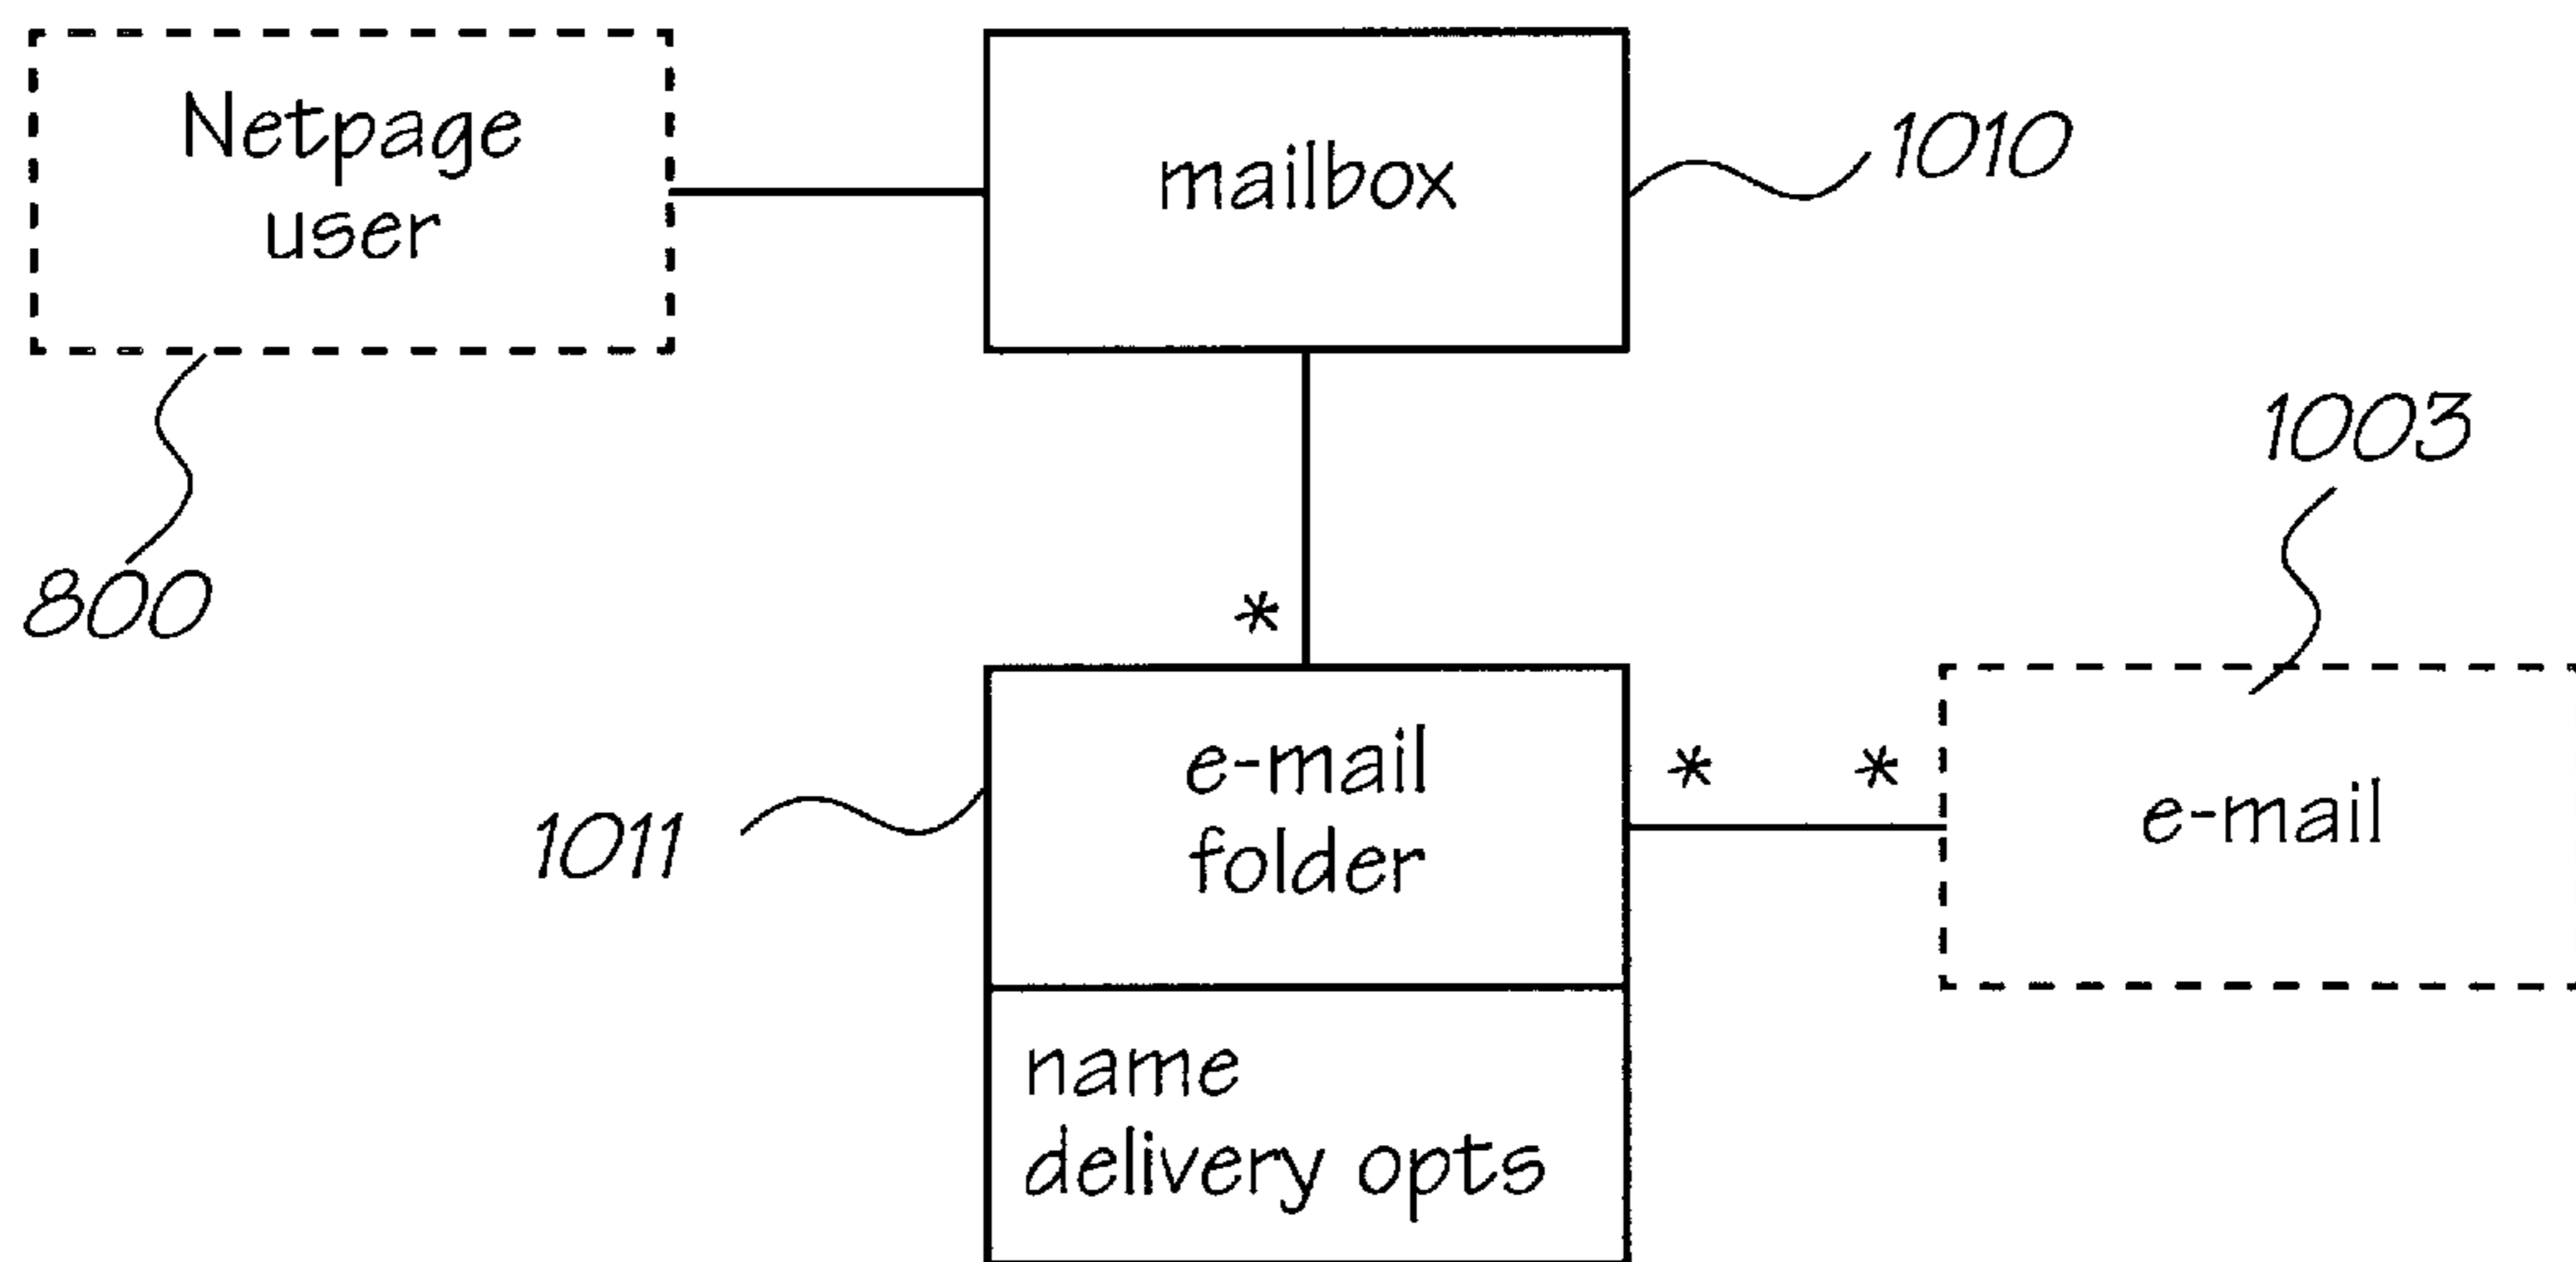 Netpage
user
mailbox
1010
800
1003
*
e-mail
folder
* *
e-mail
1011
name
delivery opts